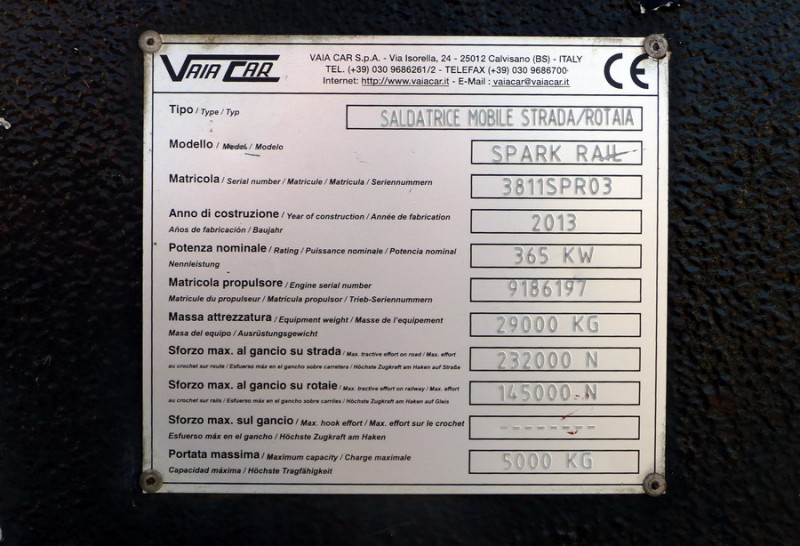 VAIA CAR
VAIA CAR S.p.A. - Via Isorella, 24 - 25012 Calvisano (BS) - ITALY
TEL. (+39) 030 9686261/2 - TELEFAX (+39) 030 9686700
Internet: http://www.vaiacar.it - E-Mail : vaiacar@vaiacar.it
CE
Tipo / Type / Typ
SALDATRICE MOBILE STRADA/ROTAIA
Modello / Model / Modelo
SPARK RAIL
Matricola / Serial number / Matricule / Matrícula / Seriennummern
3811SPR03
Anno di costruzione / Year of construction / Année de fabrication
Años de fabricación / Baujahr
2013
Potenza nominale / Rating / Puissance nominale / Potencia nominal
Nennleistung
365 KW
Matricola propulsore / Engine serial number
Matricule du propulseur / Matrícula propulsor / Trieb-Seriennummern
9186197
Massa attrezzatura / Equipment weight / Masse de l'equipement
Masa del equipo / Ausrüstungsgewicht
29000 KG
Sforzo max. al gancio su strada / Max. tractive effort on road / Max. effort
au crochet sur route / Esfuerso máx en el gancho sobre carretera / Höchste Zugkraft am Haken auf Straße
232000 N
Sforzo max. al gancio su rotaie / Max. tractive effort on railway / Max. effort
au crochet sur rails / Esfuerso máx en el gancho sobre carriles / Höchste Zugkraft am Haken auf Gleis
145000 N
Sforzo max. sul gancio / Max. hook effort / Max. effort sur le crochet
Esfuerso máx en el gancho / Höchste Zugkraft am Haken
--------
Portata massima / Maximum capacity / Charge maximale
Capacidad máxima / Höchste Tragfähigkeit
5000 KG